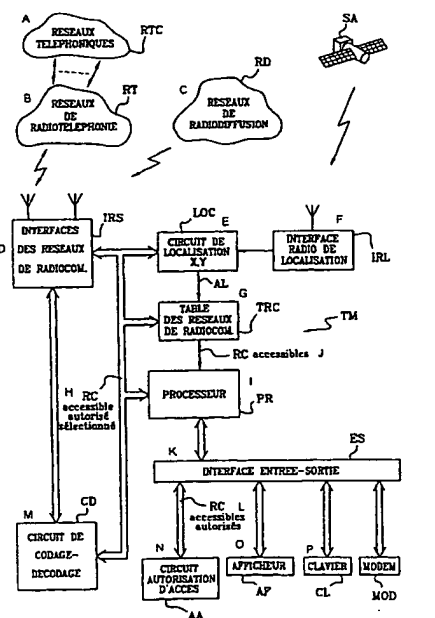 A
RESEAUX
TELEPHONIQUES
RTC
SA
B
RESEAUX
DE
RADIOTELEPHONIE
RT
C
RESEAUX
DE
RADIODIFFUSION
RD
D
INTERFACES
DES RESEAUX
DE RADIOCOM.
IRS
LOC
E
CIRCUIT DE
LOCALISATION
X,Y
F
INTERFACE
RADIO DE
LOCALISATION
IRL
AL
G
TABLE
DES RESEAUX
DE RADIOCOM.
TRC
TM
RC accessibles J
H RC
accessible
autorisé
sélectionné
I
PROCESSEUR
PR
K
ES
INTERFACE ENTREE-SORTIE
RC
accessibles
autorisés
L
M
CD
CIRCUIT DE
CODAGE-
DECODAGE
N
CIRCUIT
AUTORISATION
D'ACCES
AA
O
AFFICHEUR
AF
P
CLAVIER
CL
MODEM
MOD